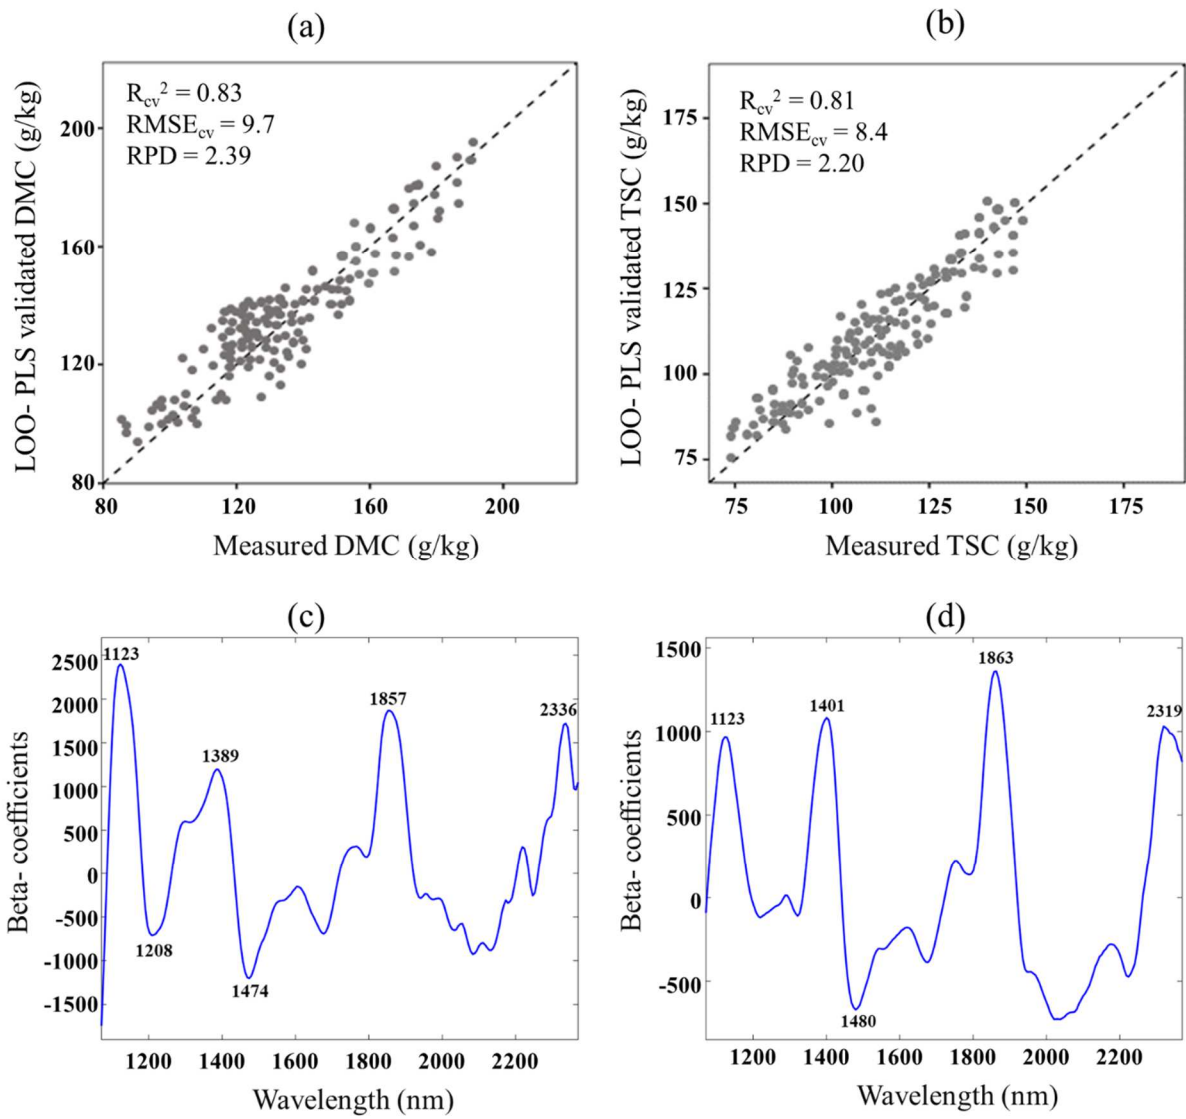 (a)
R_cv² = 0.83
RMSE_cv = 9.7
RPD = 2.39
LOO- PLS validated DMC (g/kg)
200
160
120
80
80 120 160 200
Measured DMC (g/kg)
(b)
R_cv² = 0.81
RMSE_cv = 8.4
RPD = 2.20
LOO- PLS validated TSC (g/kg)
175
150
125
100
75
75 100 125 150 175
Measured TSC (g/kg)
(c)
Beta- coefficients
2500
2000
1500
1000
500
0
-500
-1000
-1500
1123
1208
1389
1474
1857
2336
1200 1400 1600 1800 2000 2200
Wavelength (nm)
(d)
Beta- coefficients
1500
1000
500
0
-500
1123
1401
1480
1863
2319
1200 1400 1600 1800 2000 2200
Wavelength (nm)